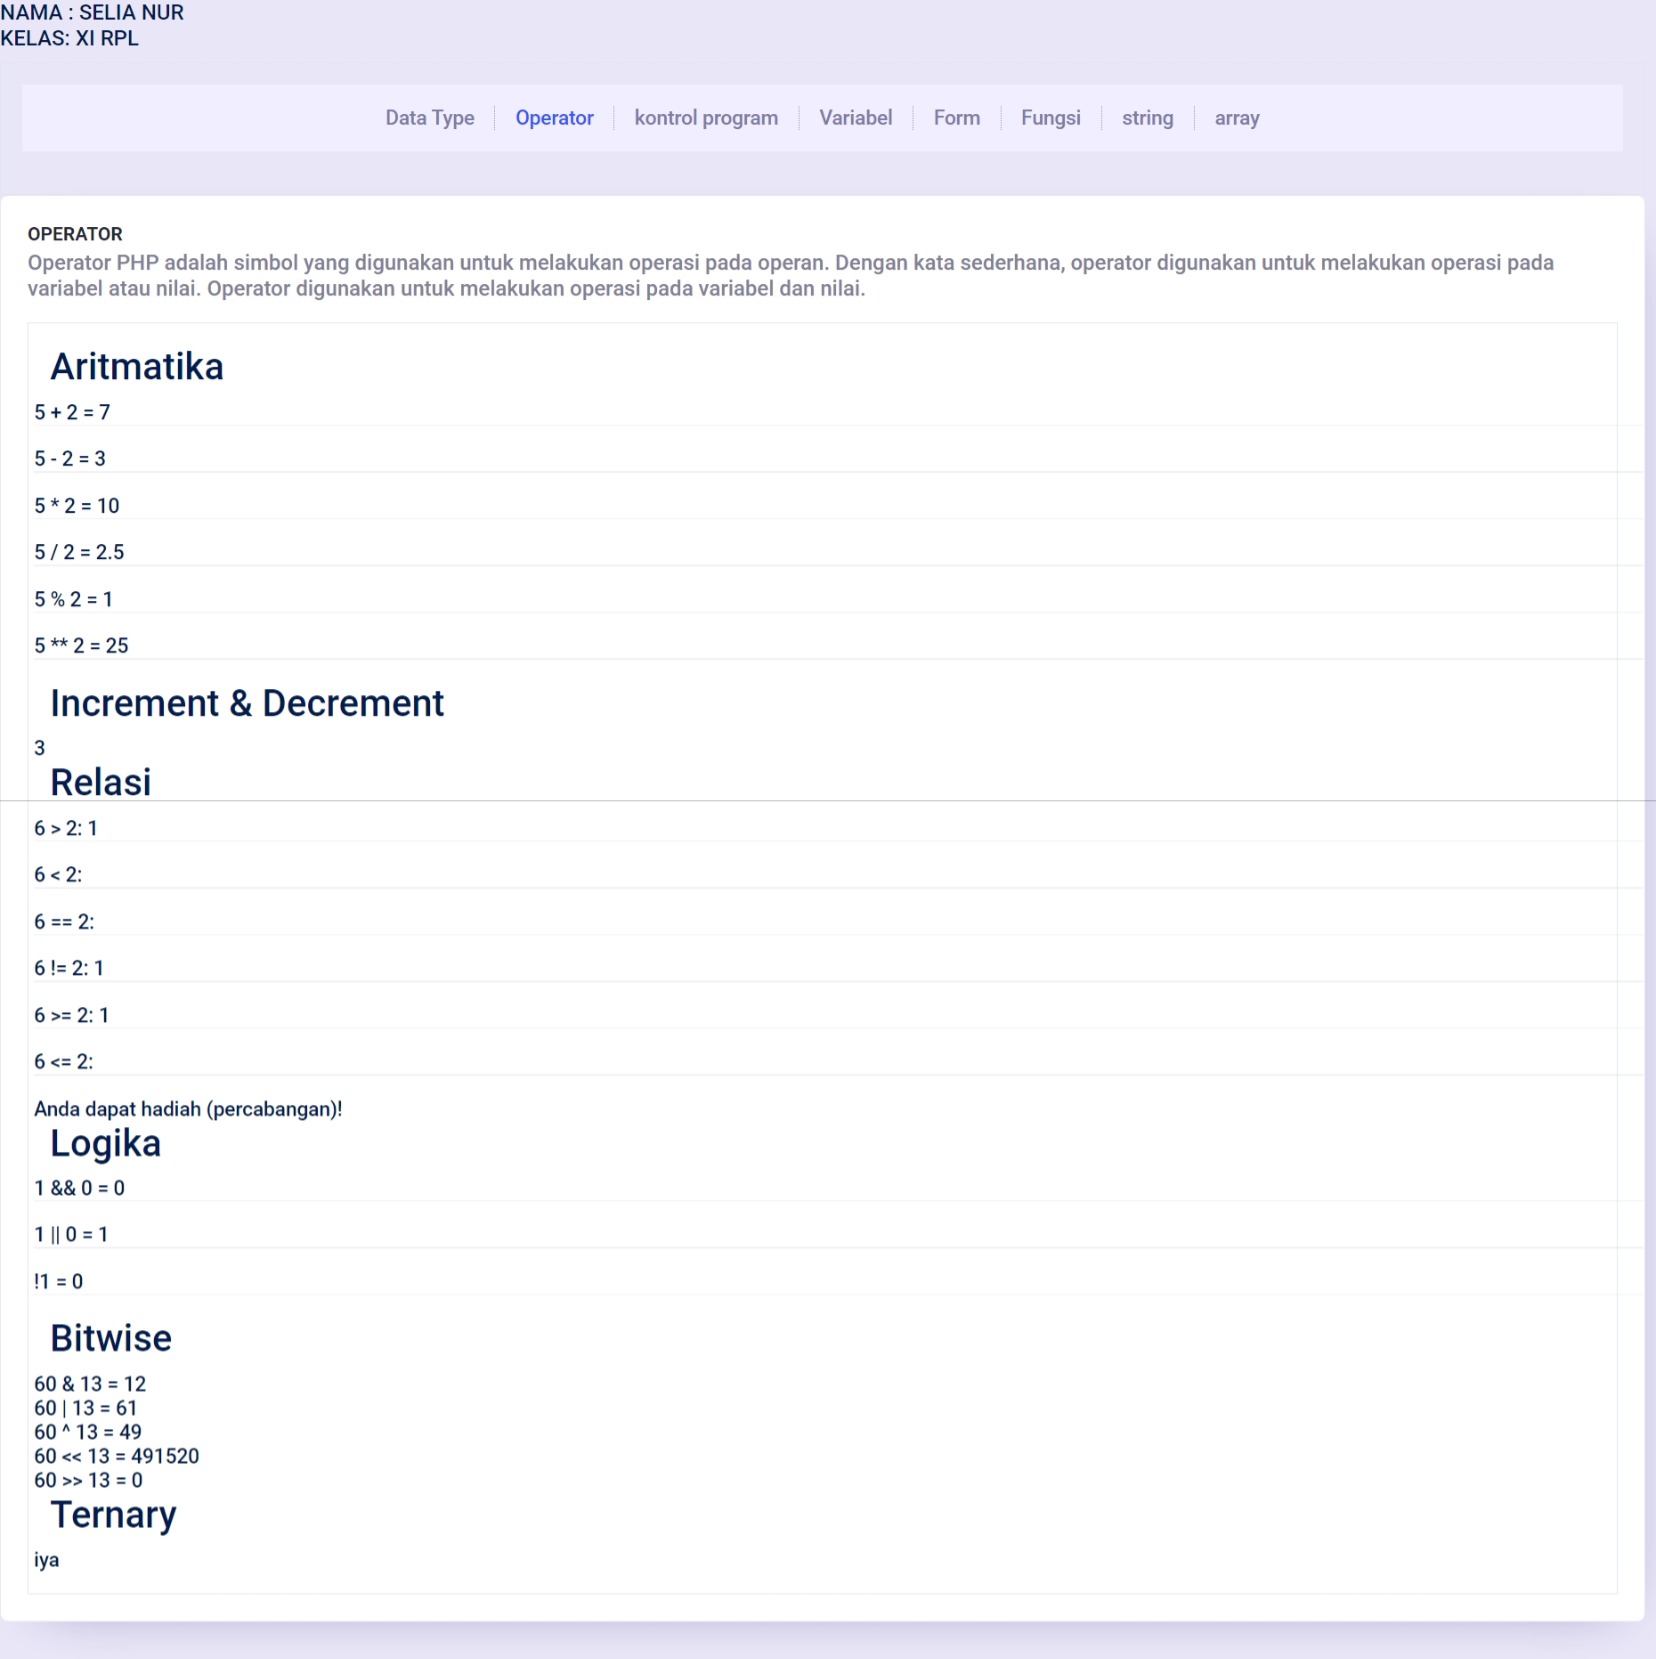 NAMA : SELIA NUR
KELAS: XI RPL
Data Type Operator kontrol program Variabel Form Fungsi string array
OPERATOR
Operator PHP adalah simbol yang digunakan untuk melakukan operasi pada operan. Dengan kata sederhana, operator digunakan untuk melakukan operasi pada
variabel atau nilai. Operator digunakan untuk melakukan operasi pada variabel dan nilai.
Aritmatika
5 + 2 = 7
5 - 2 = 3
5 * 2 = 10
5 / 2 = 2.5
5 % 2 = 1
5 ** 2 = 25
Increment & Decrement
3
Relasi
6 > 2: 1
6 < 2:
6 == 2:
6 != 2: 1
6 >= 2: 1
6 <= 2:
Anda dapat hadiah (percabangan)!
Logika
1 && 0 = 0
1 || 0 = 1
!1 = 0
Bitwise
60 & 13 = 12
60 | 13 = 61
60 ^ 13 = 49
60 << 13 = 491520
60 >> 13 = 0
Ternary
iya